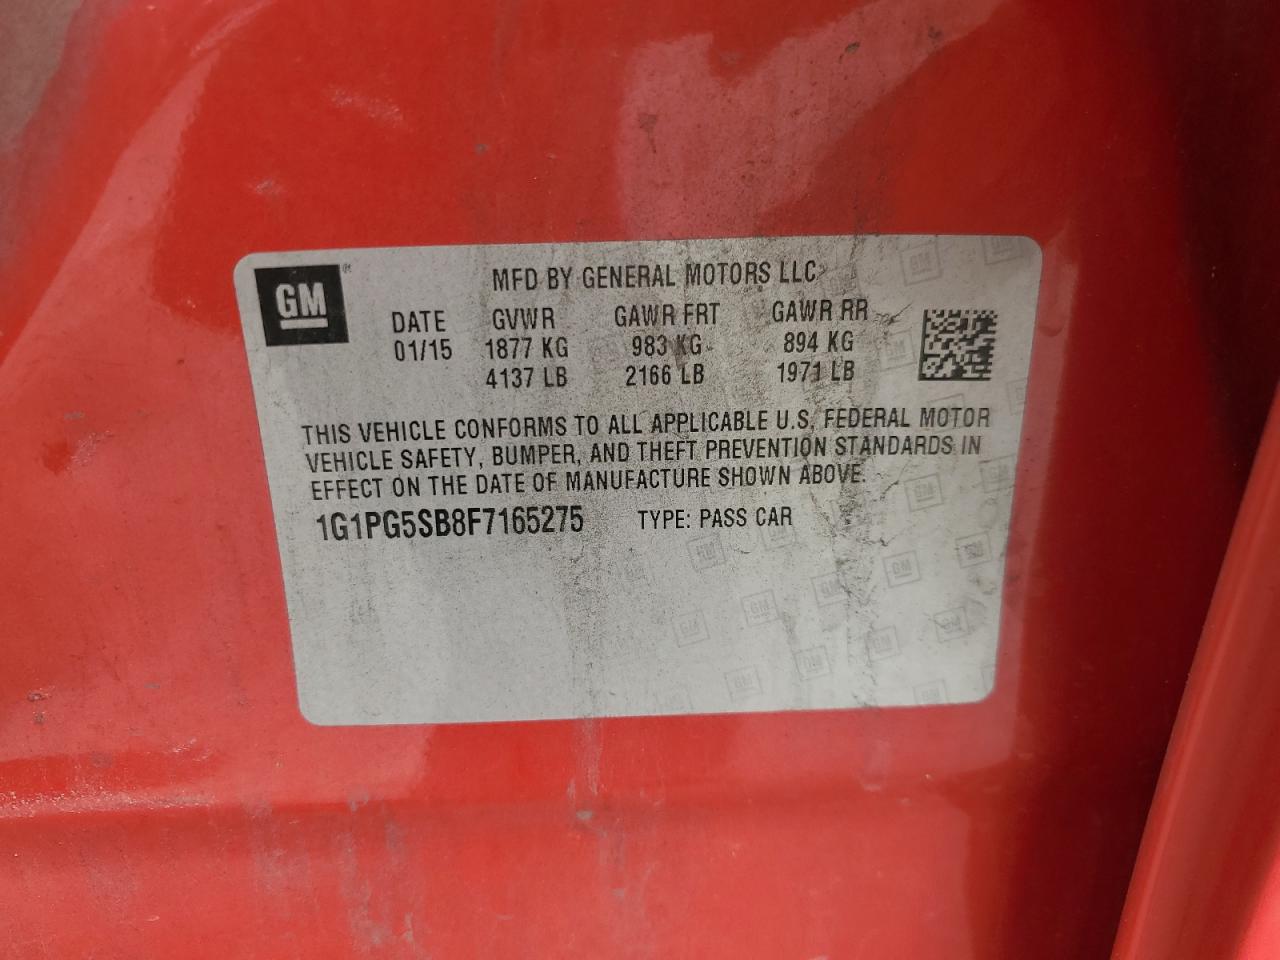 GM
MFD BY GENERAL MOTORS LLC
DATE GVWR GAWR FRT GAWR RR
01/15 1877 KG 983 KG 894 KG
4137 LB 2166 LB 1971 LB
THIS VEHICLE CONFORMS TO ALL APPLICABLE U.S. FEDERAL MOTOR
VEHICLE SAFETY, BUMPER, AND THEFT PREVENTION STANDARDS IN
EFFECT ON THE DATE OF MANUFACTURE SHOWN ABOVE.
1G1PG5SB8F7165275 TYPE: PASS CAR